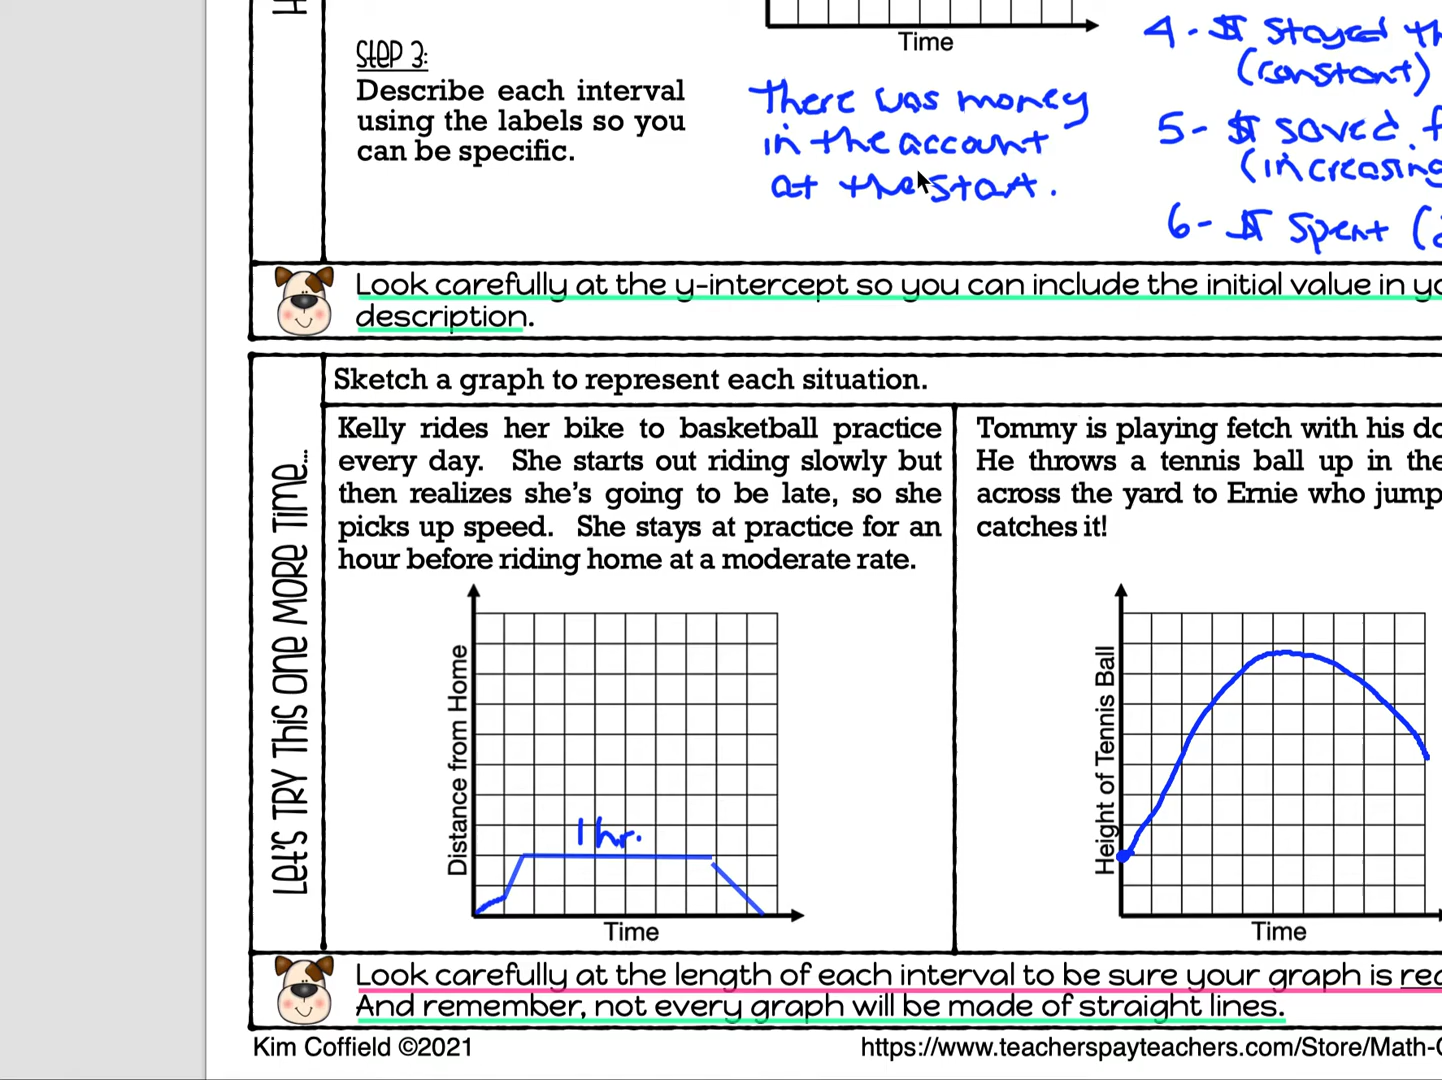 Time
4 - $ stayed
(constant)
Step 3:
Describe each interval
using the labels so you
can be specific.
There was money
in the account
at the start.
5 - $ saved
(increasing
6 - $ spent
Look carefully at the y-intercept so you can include the initial value in
description.
Let's TRY THIS ONE MORE TIME...
Sketch a graph to represent each situation.
Kelly rides her bike to basketball practice
every day. She starts out riding slowly but
then realizes she's going to be late, so she
picks up speed. She stays at practice for an
hour before riding home at a moderate rate.
Distance from Home
1 hr.
Time
Tommy is playing fetch with his
He throws a tennis ball up in the
across the yard to Ernie who jump
catches it!
Height of Tennis Ball
Time
Look carefully at the length of each interval to be sure your graph is
And remember, not every graph will be made of straight lines.
Kim Coffield ©2021
https://www.teacherspayteachers.com/Store/Math-